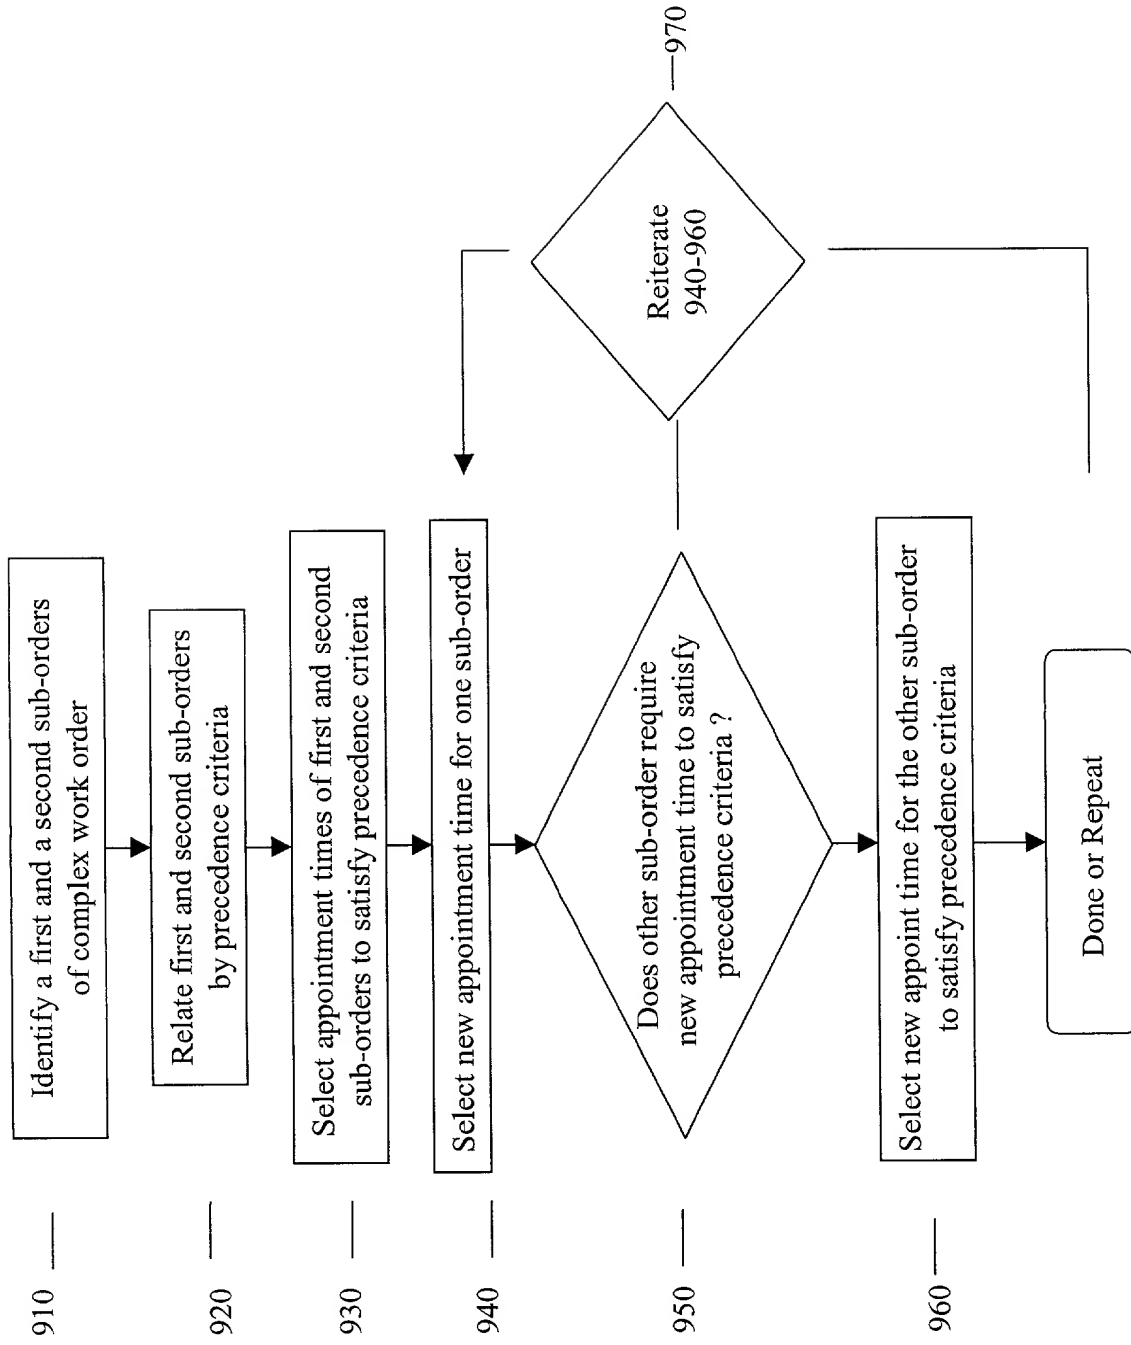 910
Identify a first and a second sub-orders
of complex work order
920
Relate first and second sub-orders
by precedence criteria
930
Select appointment times of first and second
sub-orders to satisfy precedence criteria
940
Select new appointment time for one sub-order
950
Does other sub-order require
new appointment time to satisfy
precedence criteria ?
Reiterate
940-960
970
960
Select new appoint time for the other sub-order
to satisfy precedence criteria
Done or Repeat